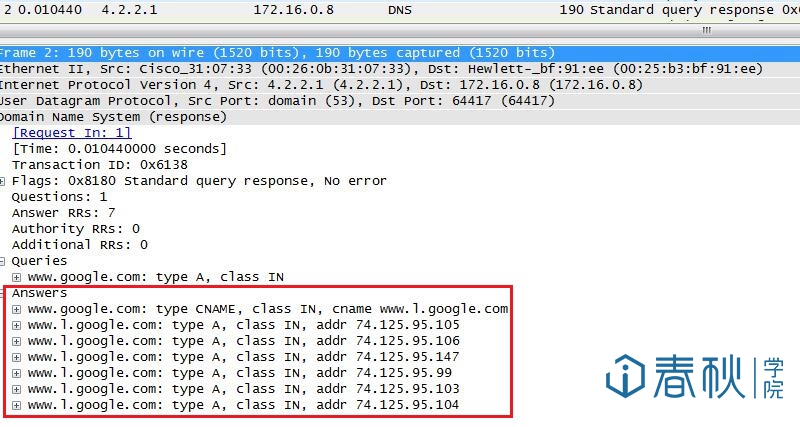 2 0.010440 4.2.2.1 172.16.0.8 DNS 190 Standard query response 0x6
Frame 2: 190 bytes on wire (1520 bits), 190 bytes captured (1520 bits)
Ethernet II, Src: Cisco_31:07:33 (00:26:0b:31:07:33), Dst: Hewlett-_bf:91:ee (00:25:b3:bf:91:ee)
Internet Protocol Version 4, Src: 4.2.2.1 (4.2.2.1), Dst: 172.16.0.8 (172.16.0.8)
User Datagram Protocol, Src Port: domain (53), Dst Port: 64417 (64417)
Domain Name System (response)
[Request In: 1]
[Time: 0.010440000 seconds]
Transaction ID: 0x6138
Flags: 0x8180 Standard query response, No error
Questions: 1
Answer RRs: 7
Authority RRs: 0
Additional RRs: 0
Queries
www.google.com: type A, class IN
Answers
www.google.com: type CNAME, class IN, cname www.l.google.com
www.l.google.com: type A, class IN, addr 74.125.95.105
www.l.google.com: type A, class IN, addr 74.125.95.106
www.l.google.com: type A, class IN, addr 74.125.95.147
www.l.google.com: type A, class IN, addr 74.125.95.99
www.l.google.com: type A, class IN, addr 74.125.95.103
www.l.google.com: type A, class IN, addr 74.125.95.104
春秋学院